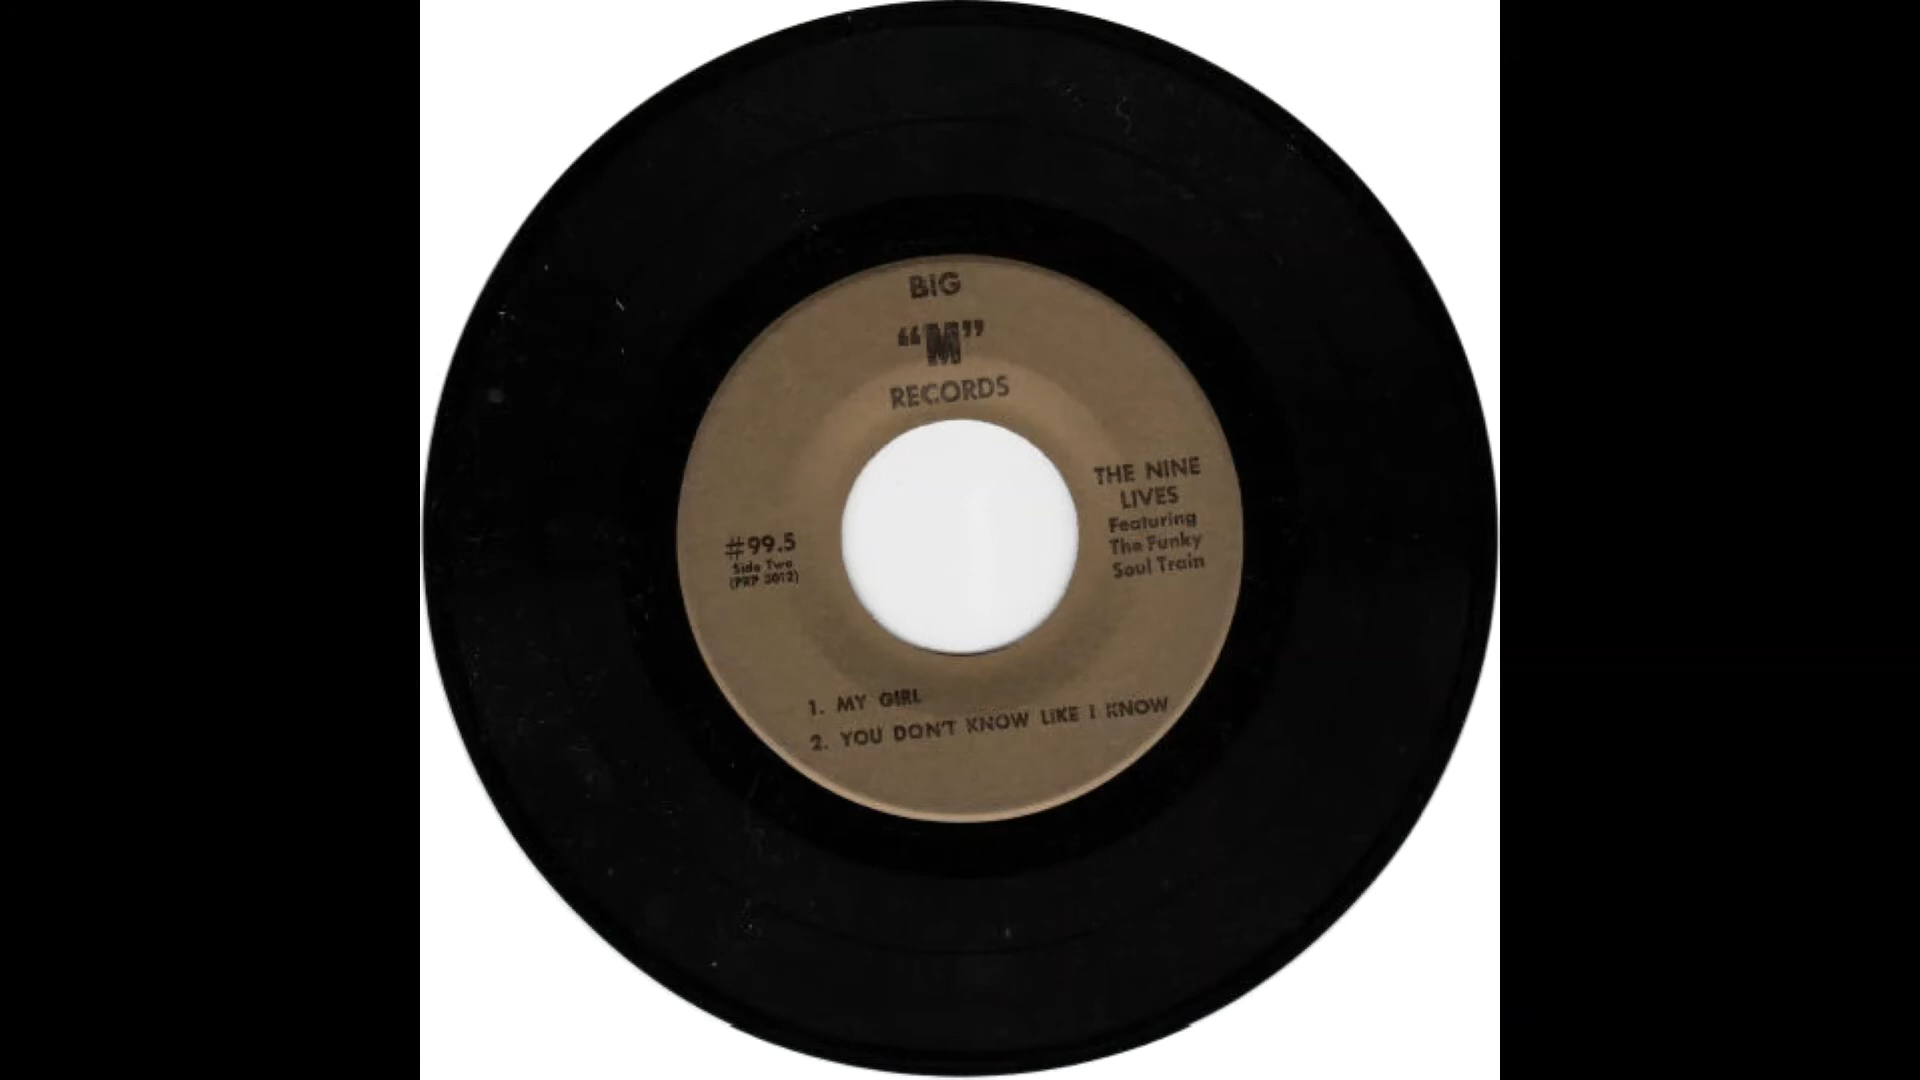 BIG
“M”
RECORDS
THE NINE
LIVES
Featuring
The Funky
Soul Train
#99.5
Side Two
(PRP 3012)
1. MY GIRL
2. YOU DON'T KNOW LIKE I KNOW